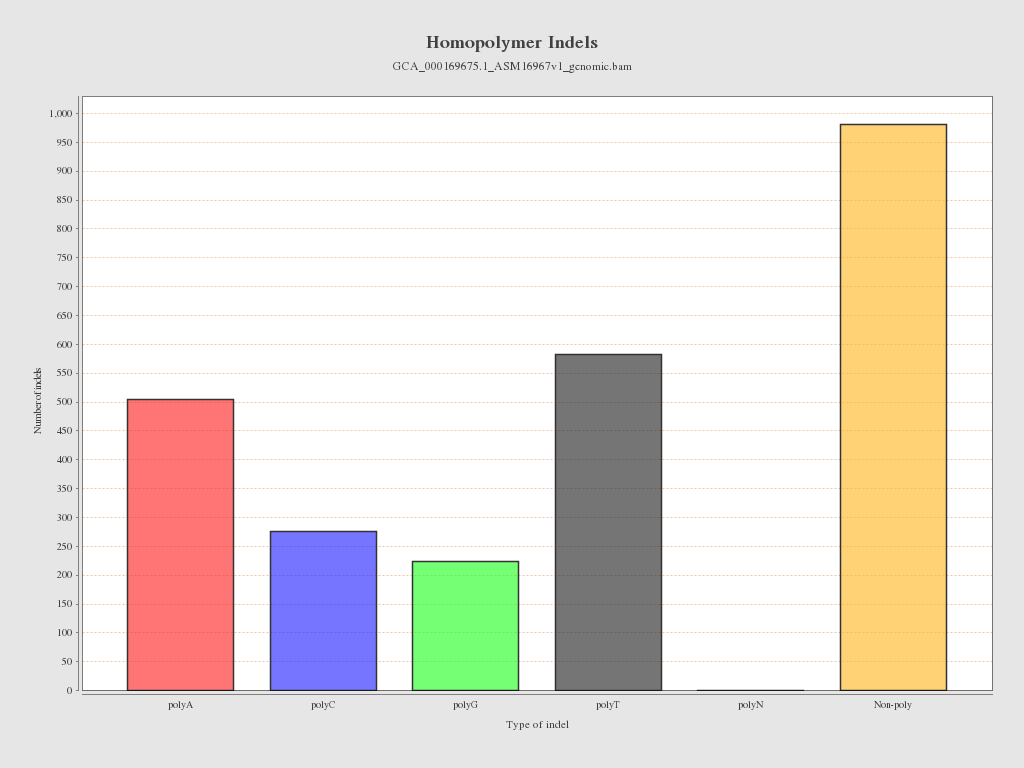 Homopolymer Indels
GCA_000169675.1_ASM16967v1_genomic.bam
1,000
950
900
850
800
750
700
650
600
550
500
450
400
350
300
250
200
150
100
50
0
Number of indels
polyA
polyC
polyG
polyT
polyN
Non-poly
Type of indel